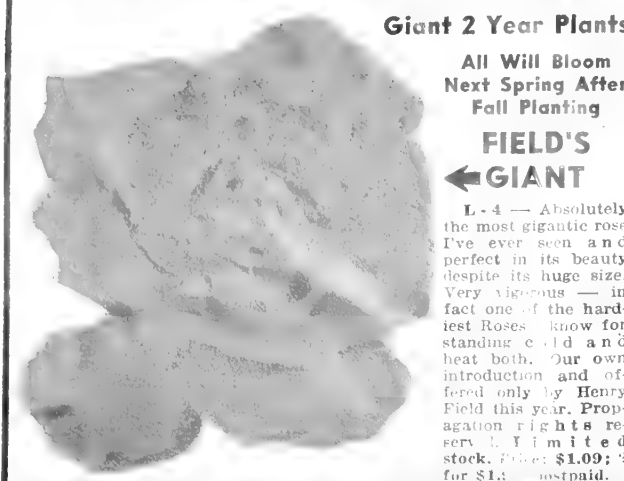 Giant 2 Year Plants
All Will Bloom
Next Spring After
Fall Planting
FIELD'S
GIANT
L-4 — Absolutely
the most gigantic rose
I've ever seen and
perfect in its beauty
despite its huge size.
Very vigorous — in
fact one of the hard-
iest Roses know for
standing cold and
heat both. Our own
introduction and of-
fered only by Henry
Field this year. Prop-
agation rights re-
Limited
stock. $1.09;
for postpaid.